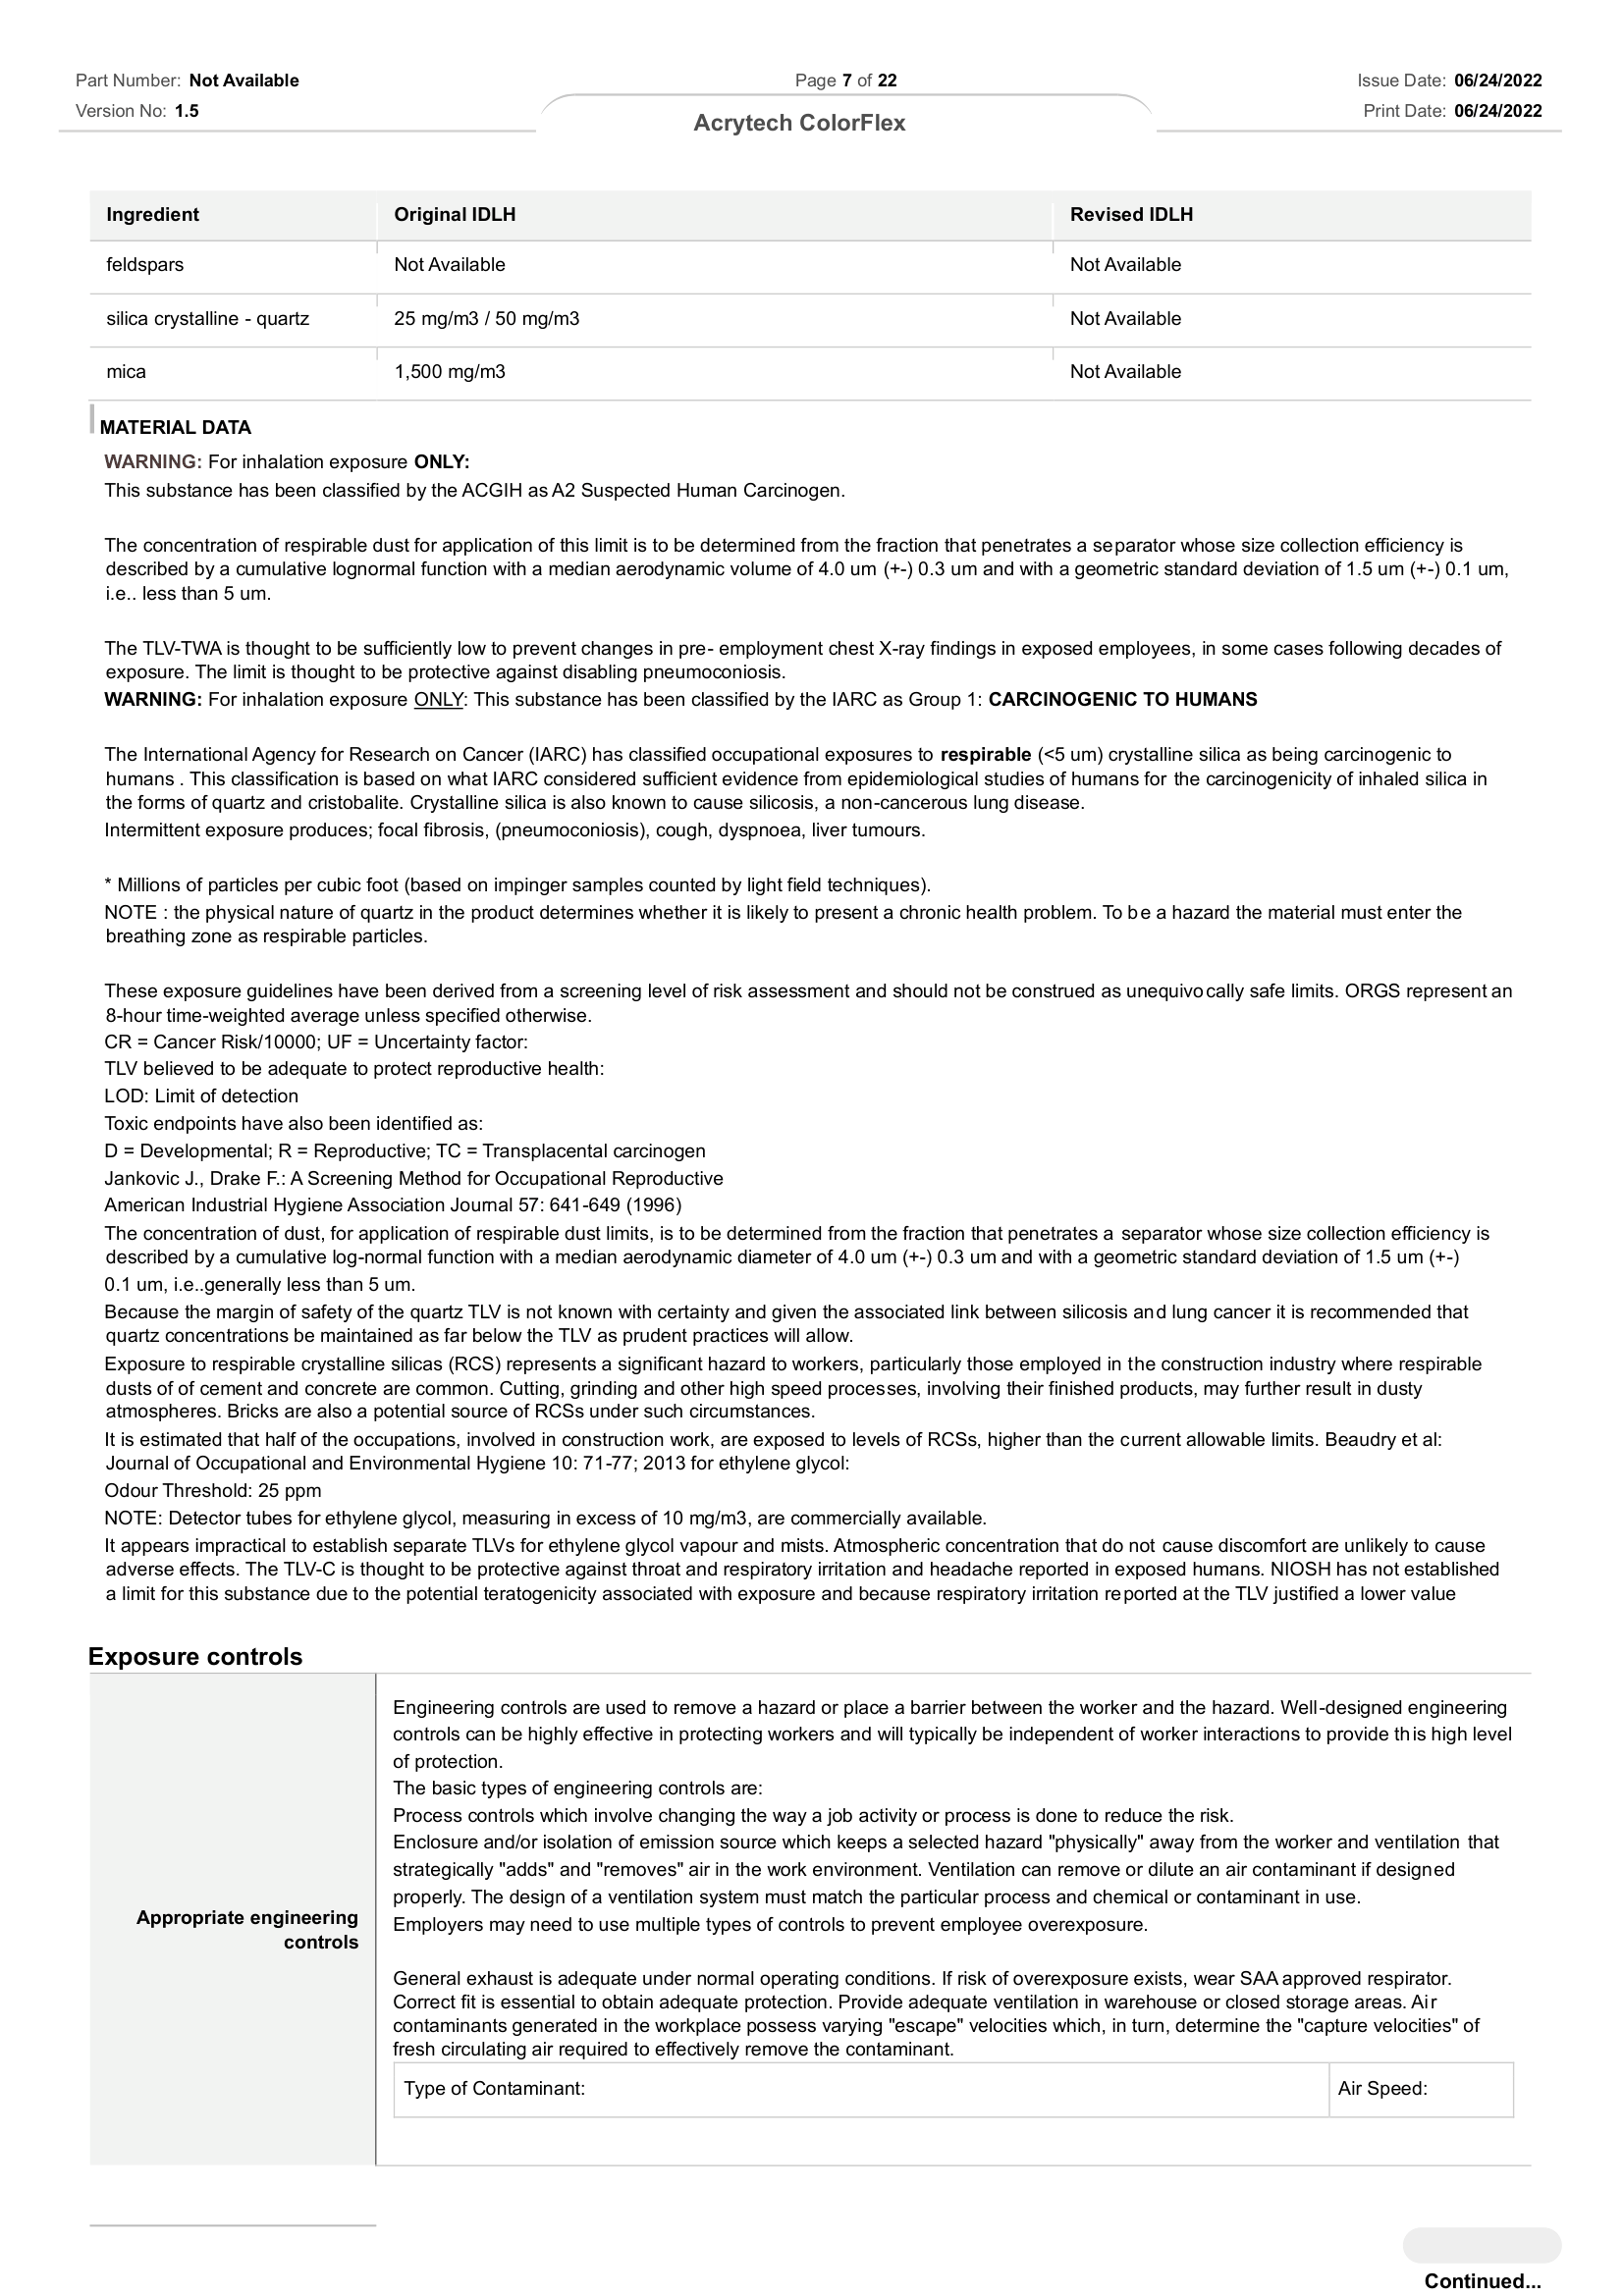 Part Number: Not Available
Page 7 of 22
Issue Date: 06/24/2022
Version No: 1.5
Acrytech ColorFlex
Print Date: 06/24/2022
Ingredient Original IDLH Revised IDLH
feldspars Not Available Not Available
silica crystalline - quartz 25 mg/m3 / 50 mg/m3 Not Available
mica 1,500 mg/m3 Not Available
MATERIAL DATA
WARNING: For inhalation exposure ONLY:
This substance has been classified by the ACGIH as A2 Suspected Human Carcinogen.
The concentration of respirable dust for application of this limit is to be determined from the fraction that penetrates a separator whose size collection efficiency is
described by a cumulative lognormal function with a median aerodynamic volume of 4.0 um (+-) 0.3 um and with a geometric standard deviation of 1.5 um (+-) 0.1 um,
i.e.. less than 5 um.
The TLV-TWA is thought to be sufficiently low to prevent changes in pre- employment chest X-ray findings in exposed employees, in some cases following decades of
exposure. The limit is thought to be protective against disabling pneumoconiosis.
WARNING: For inhalation exposure ONLY: This substance has been classified by the IARC as Group 1: CARCINOGENIC TO HUMANS
The International Agency for Research on Cancer (IARC) has classified occupational exposures to respirable (<5 um) crystalline silica as being carcinogenic to
humans . This classification is based on what IARC considered sufficient evidence from epidemiological studies of humans for the carcinogenicity of inhaled silica in
the forms of quartz and cristobalite. Crystalline silica is also known to cause silicosis, a non-cancerous lung disease.
Intermittent exposure produces; focal fibrosis, (pneumoconiosis), cough, dyspnoea, liver tumours.
* Millions of particles per cubic foot (based on impinger samples counted by light field techniques).
NOTE : the physical nature of quartz in the product determines whether it is likely to present a chronic health problem. To be a hazard the material must enter the
breathing zone as respirable particles.
These exposure guidelines have been derived from a screening level of risk assessment and should not be construed as unequivocally safe limits. ORGS represent an
8-hour time-weighted average unless specified otherwise.
CR = Cancer Risk/10000; UF = Uncertainty factor:
TLV believed to be adequate to protect reproductive health:
LOD: Limit of detection
Toxic endpoints have also been identified as:
D = Developmental; R = Reproductive; TC = Transplacental carcinogen
Jankovic J., Drake F.: A Screening Method for Occupational Reproductive
American Industrial Hygiene Association Journal 57: 641-649 (1996)
The concentration of dust, for application of respirable dust limits, is to be determined from the fraction that penetrates a separator whose size collection efficiency is
described by a cumulative log-normal function with a median aerodynamic diameter of 4.0 um (+-) 0.3 um and with a geometric standard deviation of 1.5 um (+-)
0.1 um, i.e..generally less than 5 um.
Because the margin of safety of the quartz TLV is not known with certainty and given the associated link between silicosis and lung cancer it is recommended that
quartz concentrations be maintained as far below the TLV as prudent practices will allow.
Exposure to respirable crystalline silicas (RCS) represents a significant hazard to workers, particularly those employed in the construction industry where respirable
dusts of of cement and concrete are common. Cutting, grinding and other high speed processes, involving their finished products, may further result in dusty
atmospheres. Bricks are also a potential source of RCSs under such circumstances.
It is estimated that half of the occupations, involved in construction work, are exposed to levels of RCSs, higher than the current allowable limits. Beaudry et al:
Journal of Occupational and Environmental Hygiene 10: 71-77; 2013 for ethylene glycol:
Odour Threshold: 25 ppm
NOTE: Detector tubes for ethylene glycol, measuring in excess of 10 mg/m3, are commercially available.
It appears impractical to establish separate TLVs for ethylene glycol vapour and mists. Atmospheric concentration that do not cause discomfort are unlikely to cause
adverse effects. The TLV-C is thought to be protective against throat and respiratory irritation and headache reported in exposed humans. NIOSH has not established
a limit for this substance due to the potential teratogenicity associated with exposure and because respiratory irritation reported at the TLV justified a lower value
Exposure controls
Appropriate engineering
controls
Engineering controls are used to remove a hazard or place a barrier between the worker and the hazard. Well-designed engineering
controls can be highly effective in protecting workers and will typically be independent of worker interactions to provide this high level
of protection.
The basic types of engineering controls are:
Process controls which involve changing the way a job activity or process is done to reduce the risk.
Enclosure and/or isolation of emission source which keeps a selected hazard "physically" away from the worker and ventilation that
strategically "adds" and "removes" air in the work environment. Ventilation can remove or dilute an air contaminant if designed
properly. The design of a ventilation system must match the particular process and chemical or contaminant in use.
Employers may need to use multiple types of controls to prevent employee overexposure.
General exhaust is adequate under normal operating conditions. If risk of overexposure exists, wear SAA approved respirator.
Correct fit is essential to obtain adequate protection. Provide adequate ventilation in warehouse or closed storage areas. Air
contaminants generated in the workplace possess varying "escape" velocities which, in turn, determine the "capture velocities" of
fresh circulating air required to effectively remove the contaminant.
Type of Contaminant: Air Speed:
Continued...